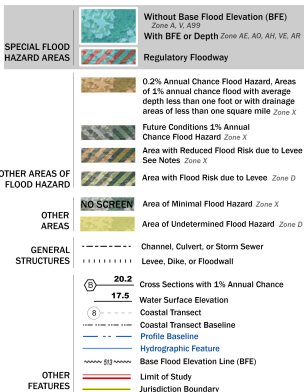 SPECIAL FLOOD
HAZARD AREAS
Without Base Flood Elevation (BFE)
Zone A, V, A99
With BFE or Depth Zone AE, AO, AH, VE, AR
Regulatory Floodway
OTHER AREAS OF
FLOOD HAZARD
0.2% Annual Chance Flood Hazard, Areas
of 1% annual chance flood with average
depth less than one foot or with drainage
areas of less than one square mile Zone X
Future Conditions 1% Annual
Chance Flood Hazard Zone X
Area with Reduced Flood Risk due to Levee
See Notes Zone X
Area with Flood Risk due to Levee Zone D
OTHER
AREAS
NO SCREEN Area of Minimal Flood Hazard Zone X
Area of Undetermined Flood Hazard Zone D
GENERAL
STRUCTURES
Channel, Culvert, or Storm Sewer
Levee, Dike, or Floodwall
OTHER
FEATURES
B 20.2 Cross Sections with 1% Annual Chance
17.5 Water Surface Elevation
8 Coastal Transect
Coastal Transect Baseline
Profile Baseline
Hydrographic Feature
513 Base Flood Elevation Line (BFE)
Limit of Study
Jurisdiction Boundary